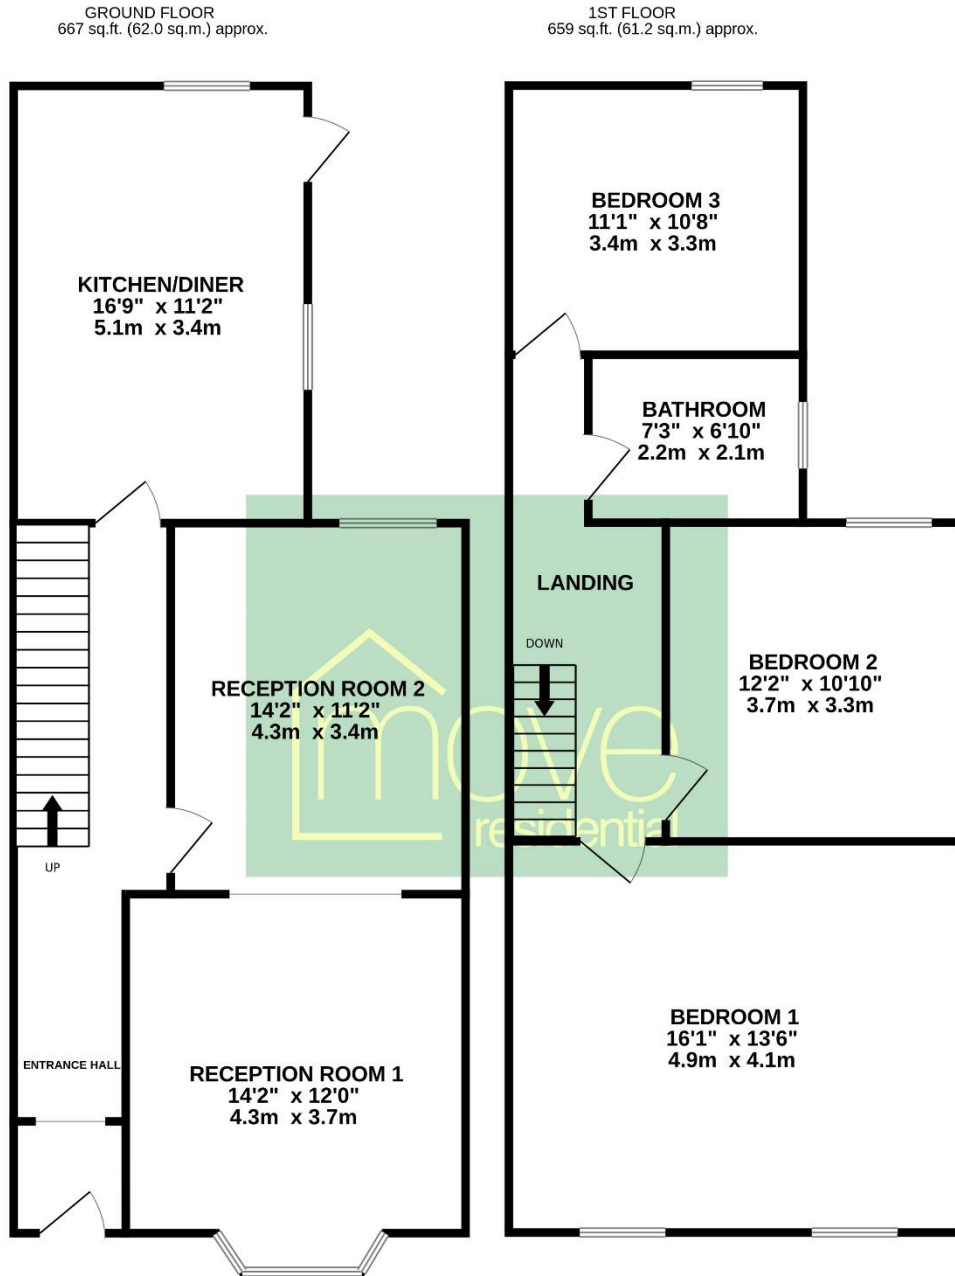 GROUND FLOOR
667 sq.ft. (62.0 sq.m.) approx.
1ST FLOOR
659 sq.ft. (61.2 sq.m.) approx.
KITCHEN/DINER
16'9" x 11'2"
5.1m x 3.4m
BEDROOM 3
11'1" x 10'8"
3.4m x 3.3m
BATHROOM
7'3" x 6'10"
2.2m x 2.1m
LANDING
DOWN
RECEPTION ROOM 2
14'2" x 11'2"
4.3m x 3.4m
BEDROOM 2
12'2" x 10'10"
3.7m x 3.3m
move
residential
UP
ENTRANCE HALL
RECEPTION ROOM 1
14'2" x 12'0"
4.3m x 3.7m
BEDROOM 1
16'1" x 13'6"
4.9m x 4.1m